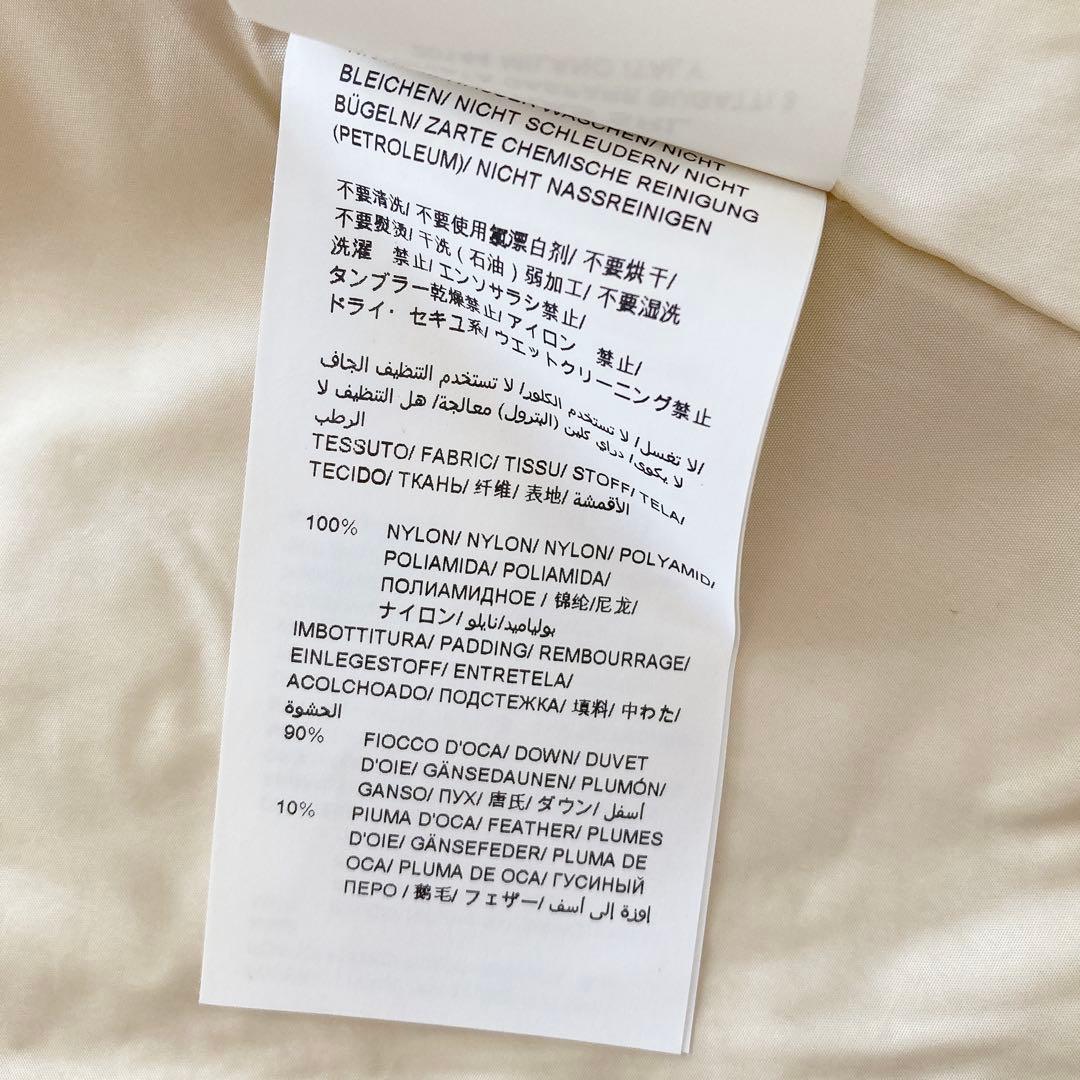 WASCHEN/ NICHT
BLEICHEN/ NICHT SCHLEUDERN/ NICHT
BÜGELN/ ZARTE CHEMISCHE REINIGUNG
(PETROLEUM)/ NICHT NASSREINIGEN
不要清洗/ 不要使用氯漂白剂/ 不要烘干/
不要熨烫/ 干洗 (石油) 弱加工/ 不要湿洗
洗濯 禁止/ エンソサラシ禁止/
タンブラー乾燥禁止/ アイロン 禁止/
ドライ・セキユ系/ ウエットクリーニング禁止
لا تغسل/ لا تستخدم الكلور/ لا تستخدم التنظيف الجاف/
لا يكوى/ دراي كلين (البترول) معالجة/ هل التنظيف لا
الرطب
TESSUTO/ FABRIC/ TISSU/ STOFF/ TELA/
TECIDO/ ТКАНЬ/ 纤维/ 表地/ الأقمشة
100% NYLON/ NYLON/ NYLON/ POLYAMID/
POLIAMIDA/ POLIAMIDA/
ПОЛИАМИДНОЕ / 锦纶/尼龙/
ナイロン/ بولياميد/نايلو
IMBOTTITURA/ PADDING/ REMBOURRAGE/
EINLEGESTOFF/ ENTRETELA/
ACOLCHOADO/ ПОДСТЕЖКА/ 填料/ 中わた/
الحشوة
90% FIOCCO D'OCA/ DOWN/ DUVET
D'OIE/ GÄNSEDAUNEN/ PLUMÓN/
GANSO/ ПУХ/ 唐氏/ ダウン/ أسفل
10% PIUMA D'OCA/ FEATHER/ PLUMES
D'OIE/ GÄNSEFEDER/ PLUMA DE
OCA/ PLUMA DE OCA/ ГУСИНЫЙ
ПЕРО / 鹅毛/ フェザー/ إوزة إلى أسف